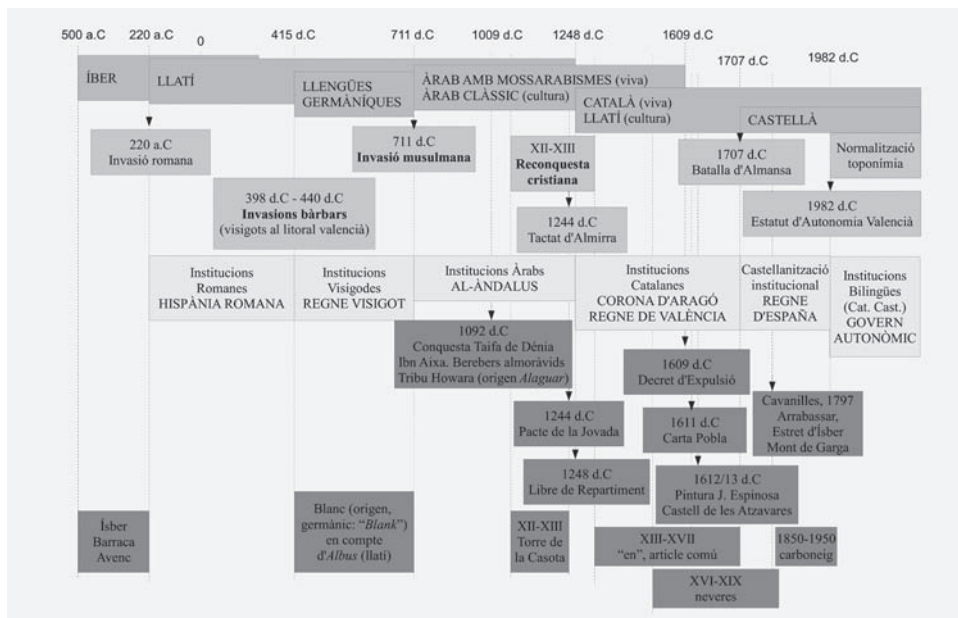 500 a.C
220 a.C
0
415 d.C
711 d.C
1009 d.C
1248 d.C
1609 d.C
1707 d.C
1982 d.C
ÍBER
LLATÍ
LLENGÜES
GERMÀNÍQUES
ÀRAB AMB MOSSARABISMES (viva)
ÀRAB CLÀSSIC (cultura)
CATALÀ (viva)
LLATÍ (cultura)
CASTELLÀ
220 a.C
Invasió romana
711 d.C
Invasió musulmana
XII-XIII
Reconquesta
cristiana
1707 d.C
Batalla d'Almansa
Normalització
toponímia
398 d.C - 440 d.C
Invasions bàrbars
(visigots al litoral valencià)
1244 d.C
Tactat d'Almirra
1982 d.C
Estatut d'Autonomía Valencià
Institucions
Romanes
HISPÀNIA ROMANA
Institucions
Visigodes
REGNE VISIGOT
Institucions Àrabs
AL-ÀNDALUS
Institucions
Catalanes
CORONA D'ARAGÓ
REGNE DE VALÈNCIA
Castellanització
institucional
REGNE
D'ESPAÑA
Institucions
Bilingües
(Cat. Cast.)
GOVERN
AUTONÒMIC
1092 d.C
Conquesta Taifa de Dénia
Ibn Aixa. Berebers almoràvids
Tribu Howara (origen Alaguar)
1609 d.C
Decret d'Expulsió
1244 d.C
Pacte de la Jovada
1611 d.C
Carta Pobla
Cavanilles, 1797
Arrabassar,
Estret d'Ísber
Mont de Garga
1248 d.C
Libre de Repartiment
1612/13 d.C
Pintura J. Espinosa
Castell de les Atzavares
Ísber
Barraca
Avenc
Blanc (origen,
germànic: "Blank")
en compte
d'Albus (llatí)
XII-XIII
Torre de
la Casota
XIII-XVII
"en", article comú
1850-1950
carboneig
XVI-XIX
neveres